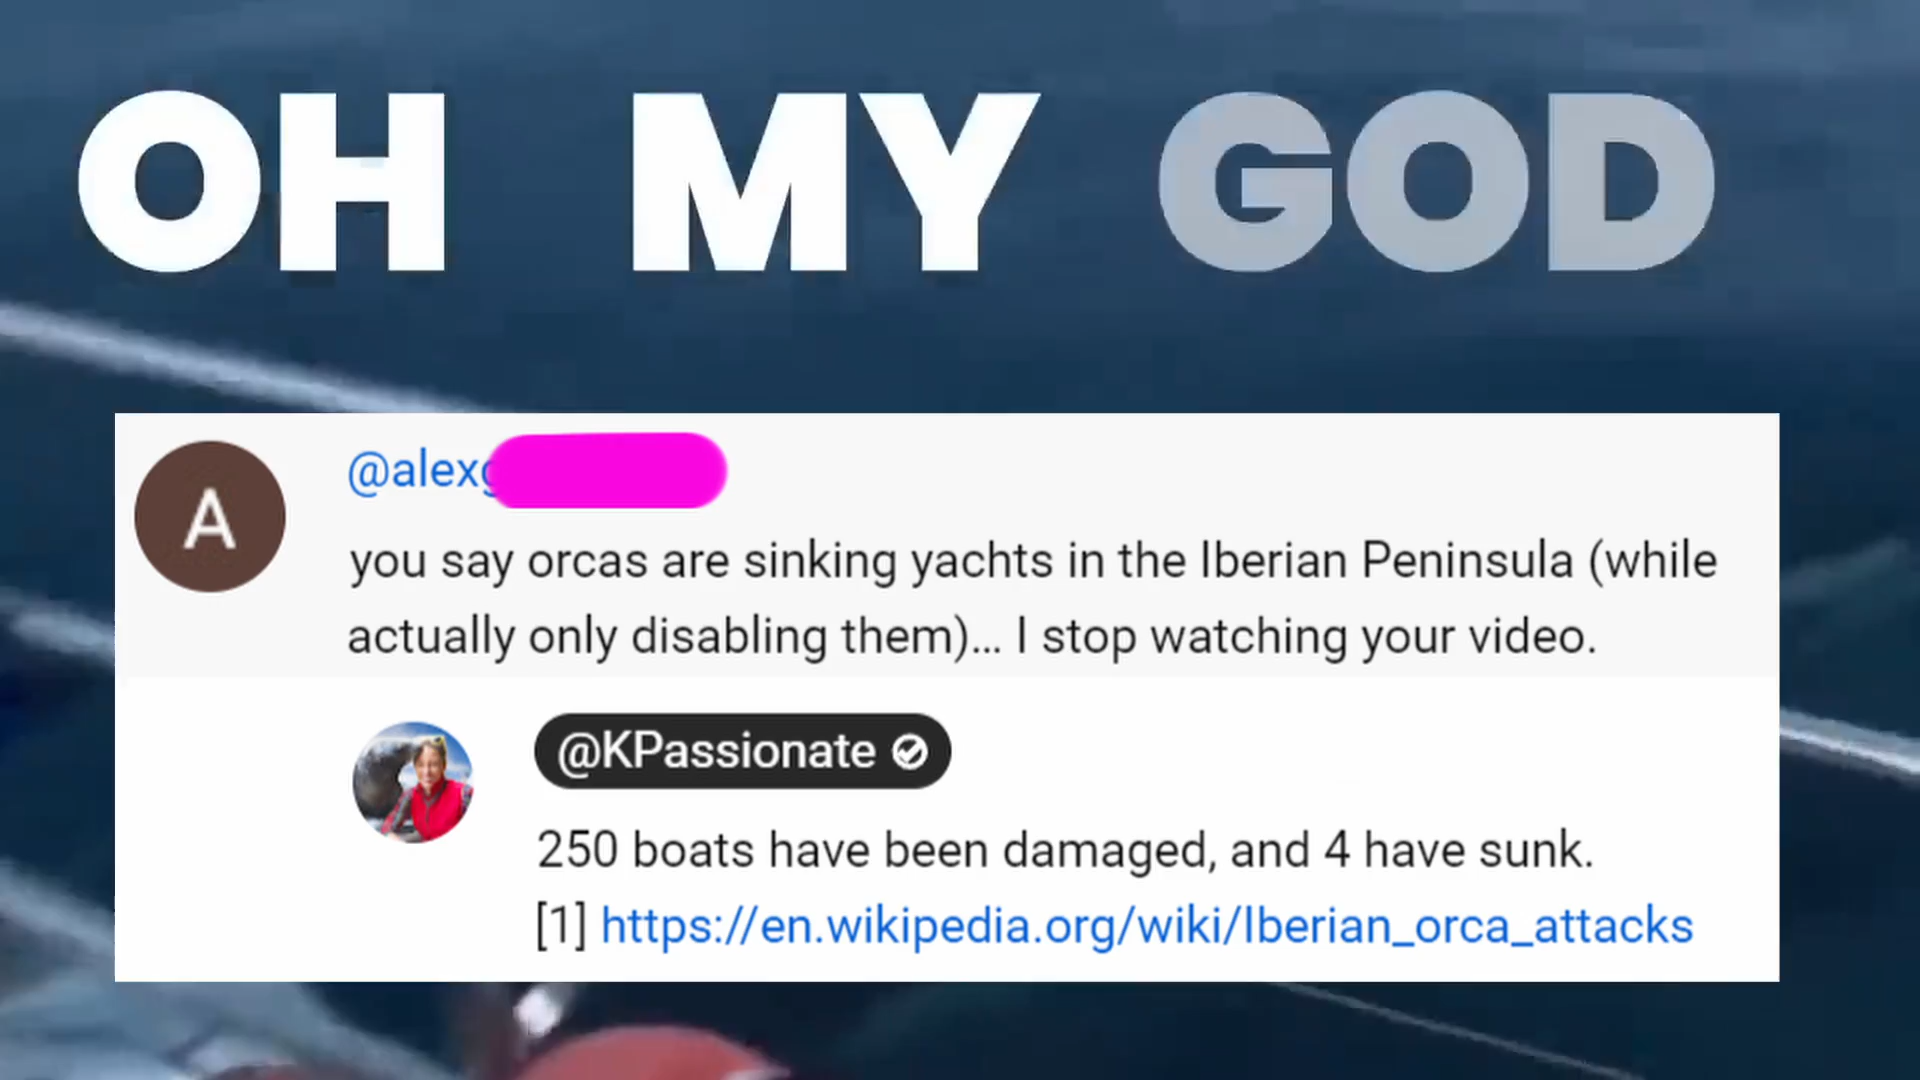 OH MY GOD
A
@alex
you say orcas are sinking yachts in the Iberian Peninsula (while
actually only disabling them)... I stop watching your video.
@KPassionate
250 boats have been damaged, and 4 have sunk.
[1] https://en.wikipedia.org/wiki/Iberian_orca_attacks